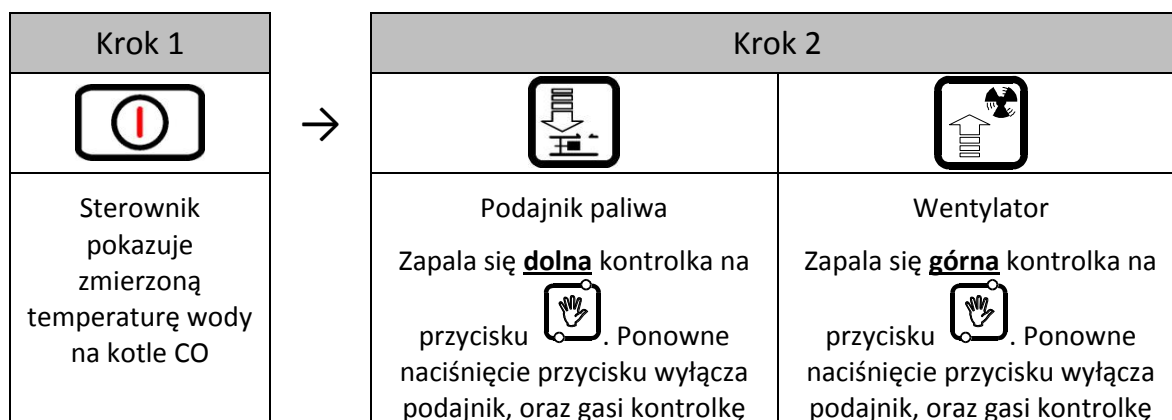 Krok 1
Krok 2
→
Sterownik
pokazuje
zmierzoną
temperaturę wody
na kotle CO
Podajnik paliwa
Zapala się dolna kontrolka na
przycisku . Ponowne
naciśnięcie przycisku wyłącza
podajnik, oraz gasi kontrolkę
Wentylator
Zapala się górna kontrolka na
przycisku . Ponowne
naciśnięcie przycisku wyłącza
podajnik, oraz gasi kontrolkę